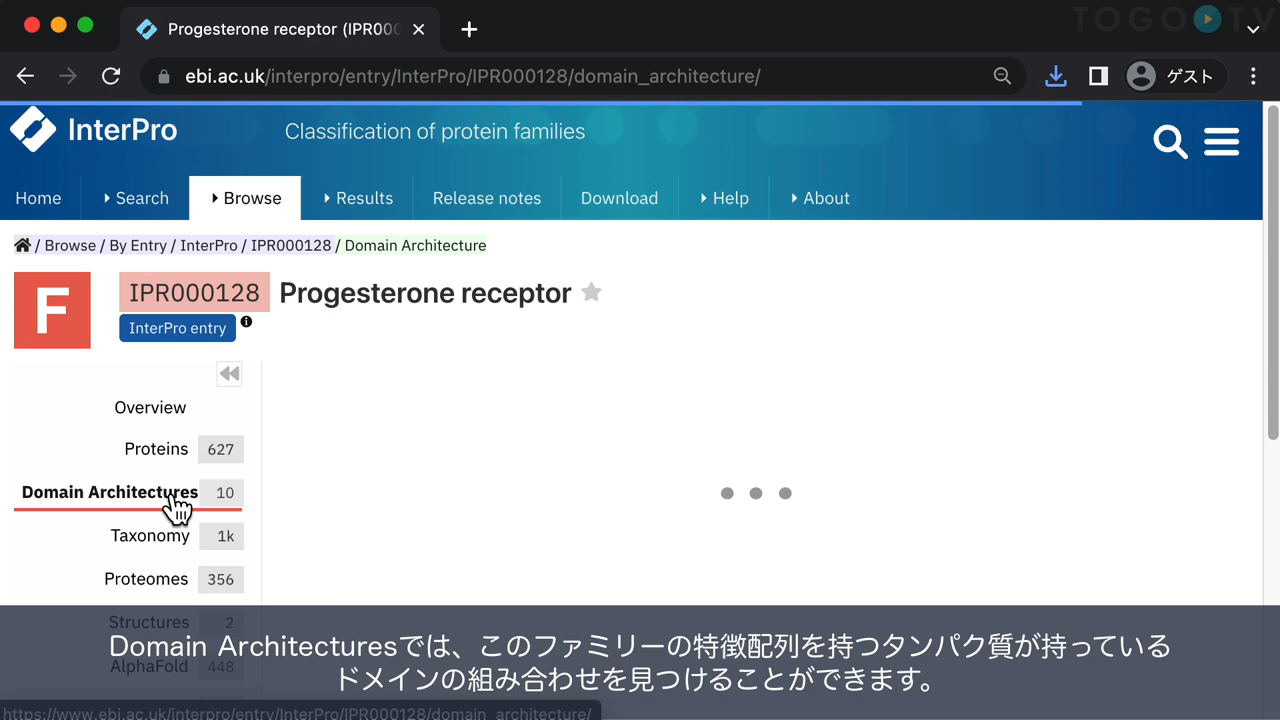 TOGO TV
Progesterone receptor (IPR000
ebi.ac.uk/interpro/entry/InterPro/IPR000128/domain_architecture/
ゲスト
InterPro
Classification of protein families
Home
Search
Browse
Results
Release notes
Download
Help
About
/ Browse / By Entry / InterPro / IPR000128 / Domain Architecture
F
IPR000128 Progesterone receptor
InterPro entry
Overview
Proteins 627
Domain Architectures 10
Taxonomy 1k
Proteomes 356
Structures 2
AlphaFold 448
Domain Architecturesでは、このファミリーの特徴配列を持つタンパク質が持っている
ドメインの組み合わせを見つけることができます。
https://www.ebi.ac.uk/interpro/entry/InterPro/IPR000128/domain_architecture/